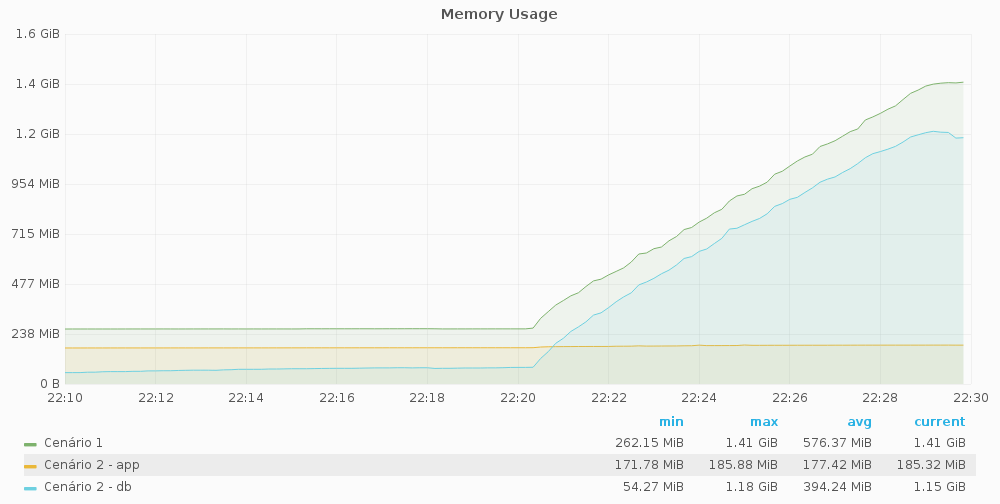 Memory Usage
1.6 GiB
1.4 GiB
1.2 GiB
954 MiB
715 MiB
477 MiB
238 MiB
0 B
22:10 22:12 22:14 22:16 22:18 22:20 22:22 22:24 22:26 22:28 22:30
min max avg current
Cenário 1 262.15 MiB 1.41 GiB 576.37 MiB 1.41 GiB
Cenário 2 - app 171.78 MiB 185.88 MiB 177.42 MiB 185.32 MiB
Cenário 2 - db 54.27 MiB 1.18 GiB 394.24 MiB 1.15 GiB